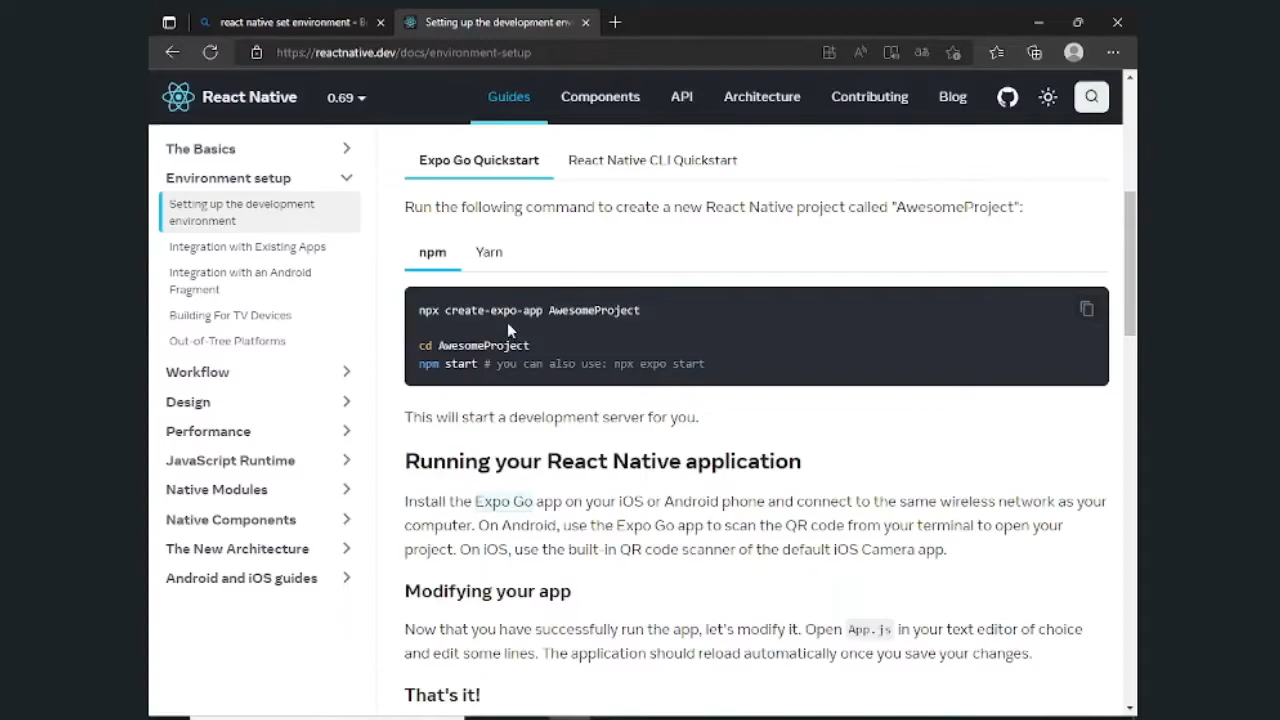 react native set environment - B
Setting up the development en
https://reactnative.dev/docs/environment-setup
React Native
0.69
Guides
Components
API
Architecture
Contributing
Blog
The Basics
Environment setup
Setting up the development
environment
Integration with Existing Apps
Integration with an Android
Fragment
Building For TV Devices
Out-of-Tree Platforms
Workflow
Design
Performance
JavaScript Runtime
Native Modules
Native Components
The New Architecture
Android and iOS guides
Expo Go Quickstart
React Native CLI Quickstart
Run the following command to create a new React Native project called "AwesomeProject":
npm
Yarn
npx create-expo-app AwesomeProject
cd AwesomeProject
npm start # you can also use: npx expo start
This will start a development server for you.
Running your React Native application
Install the Expo Go app on your iOS or Android phone and connect to the same wireless network as your
computer. On Android, use the Expo Go app to scan the QR code from your terminal to open your
project. On iOS, use the built-in QR code scanner of the default iOS Camera app.
Modifying your app
Now that you have successfully run the app, let's modify it. Open App.js in your text editor of choice
and edit some lines. The application should reload automatically once you save your changes.
That's it!